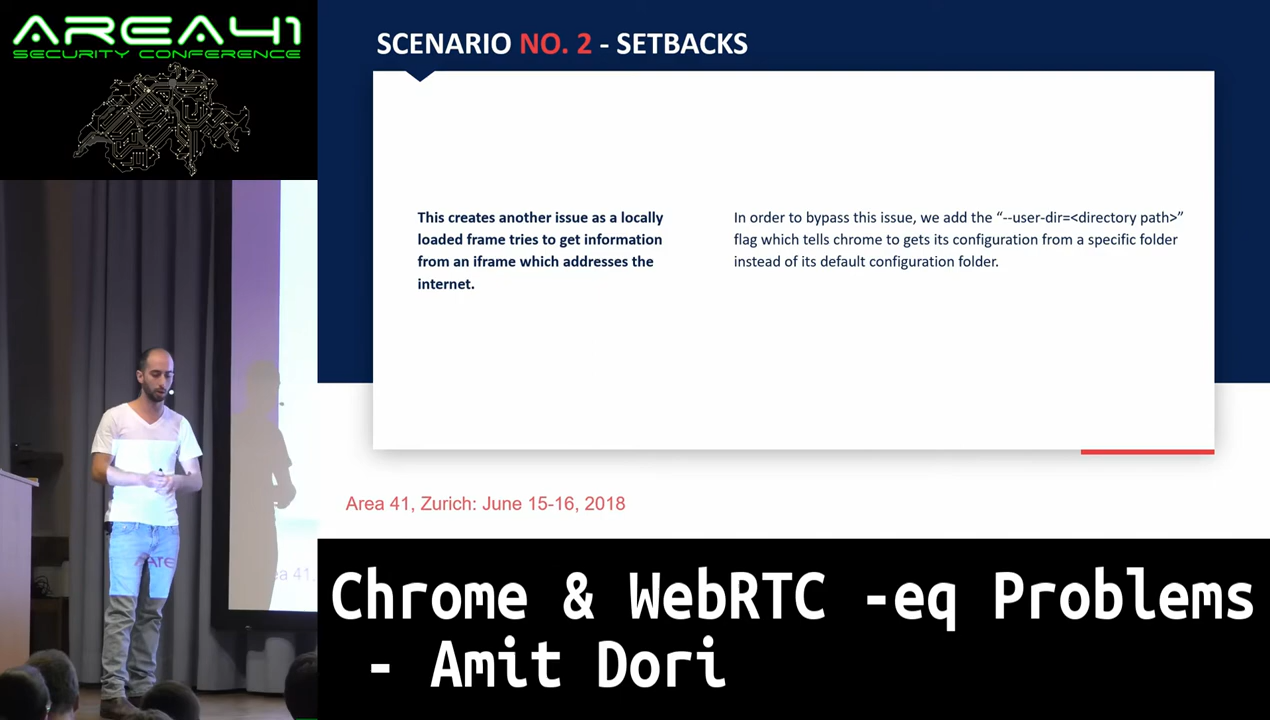 AREA41
SECURITY CONFERENCE
SCENARIO NO. 2 - SETBACKS
This creates another issue as a locally
loaded frame tries to get information
from an iframe which addresses the
internet.
In order to bypass this issue, we add the “--user-dir=<directory path>”
flag which tells chrome to gets its configuration from a specific folder
instead of its default configuration folder.
Area 41, Zurich: June 15-16, 2018
ea 41,
Chrome & WebRTC -eq Problems
- Amit Dori